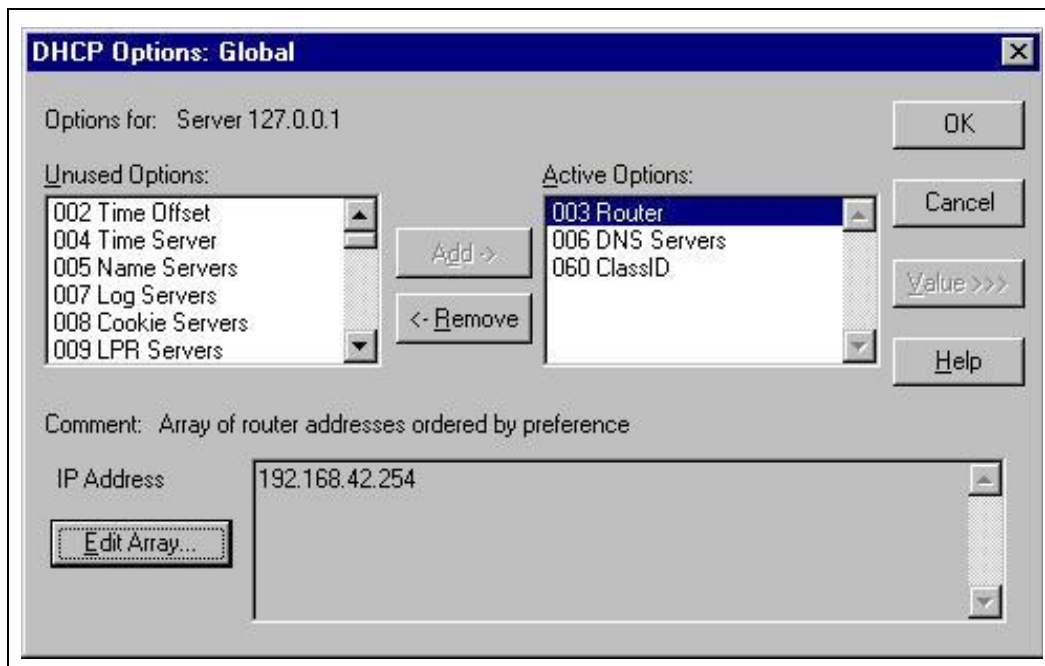 DHCP Options: Global
Options for: Server 127.0.0.1
OK
Unused Options:
002 Time Offset
004 Time Server
005 Name Servers
007 Log Servers
008 Cookie Servers
009 LPR Servers
Add ->
<- Remove
Active Options:
003 Router
006 DNS Servers
060 ClassID
Cancel
Value >>>
Help
Comment: Array of router addresses ordered by preference
IP Address
192.168.42.254
Edit Array...